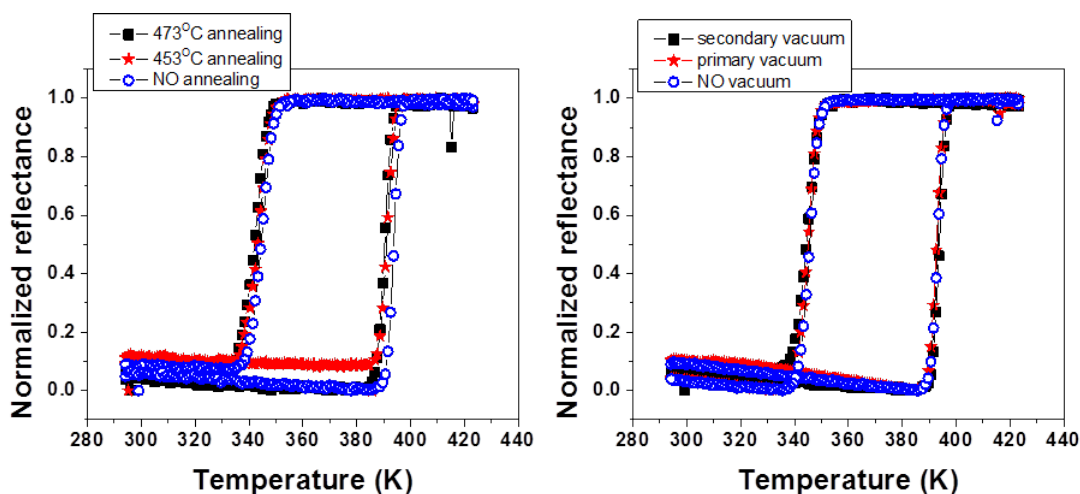 473°C annealing
453°C annealing
NO annealing
Normalized reflectance
1.0
0.8
0.6
0.4
0.2
0.0
280 300 320 340 360 380 400 420 440
Temperature (K)
secondary vacuum
primary vacuum
NO vacuum
Normalized reflectance
1.0
0.8
0.6
0.4
0.2
0.0
280 300 320 340 360 380 400 420 440
Temperature (K)